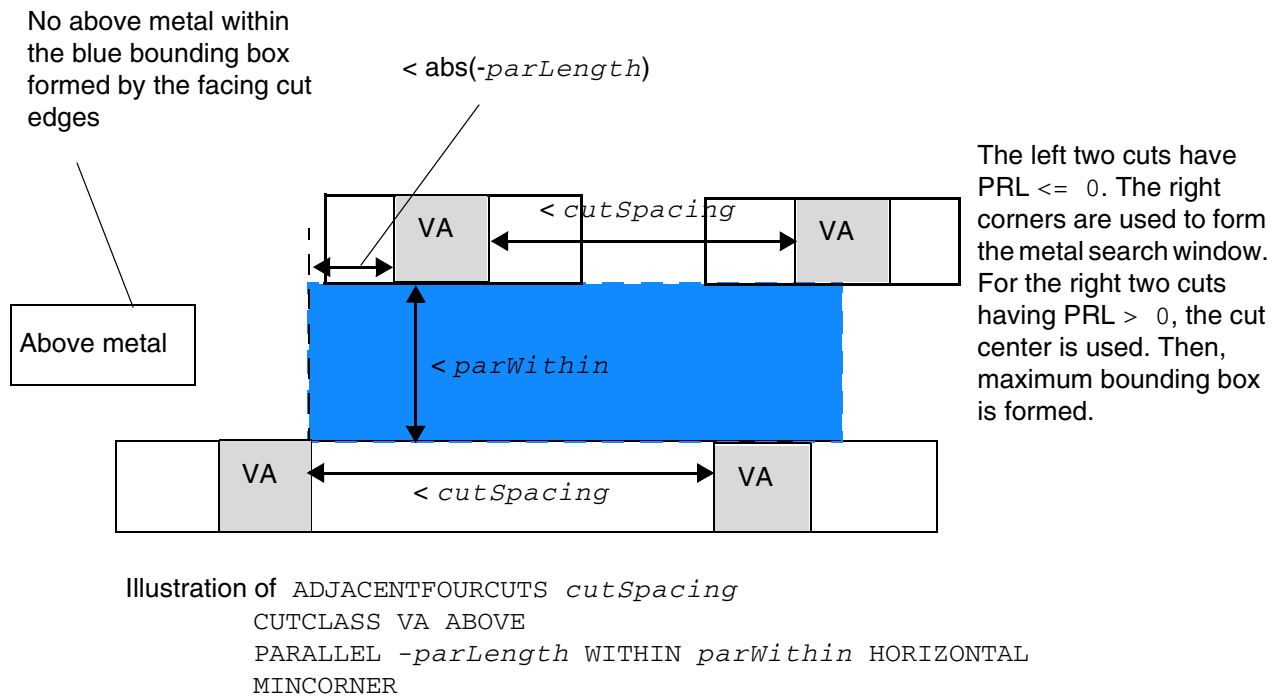 No above metal within
the blue bounding box
formed by the facing cut
edges
< abs(-parLength)
The left two cuts have
PRL <= 0. The right
corners are used to form
the metal search window.
For the right two cuts
having PRL > 0, the cut
center is used. Then,
maximum bounding box
is formed.
VA
< cutSpacing
VA
Above metal
< parWithin
VA
< cutSpacing
VA
Illustration of ADJACENTFOURCUTS cutSpacing
CUTCLASS VA ABOVE
PARALLEL -parLength WITHIN parWithin HORIZONTAL
MINCORNER